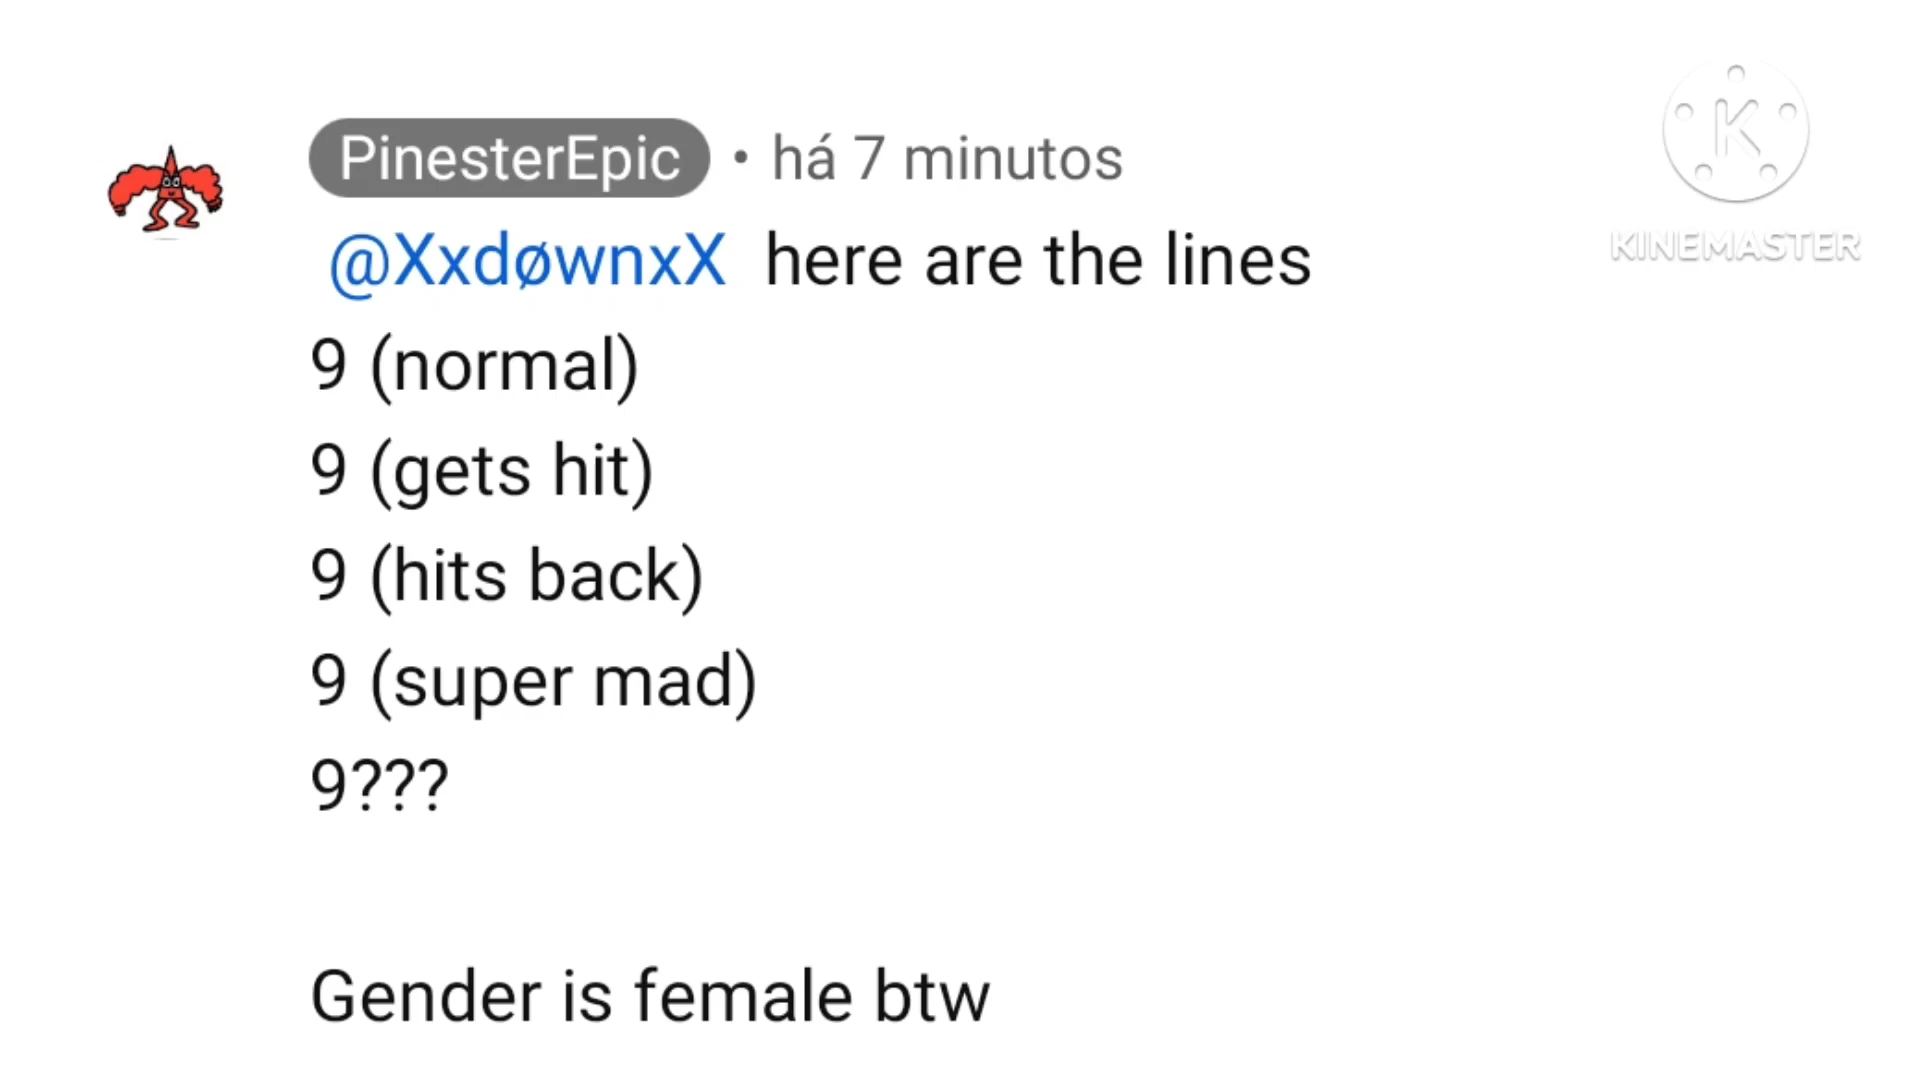 PinesterEpic • há 7 minutos
@XxdøwnxX here are the lines
9 (normal)
9 (gets hit)
9 (hits back)
9 (super mad)
9???
Gender is female btw
K
KINEMASTER